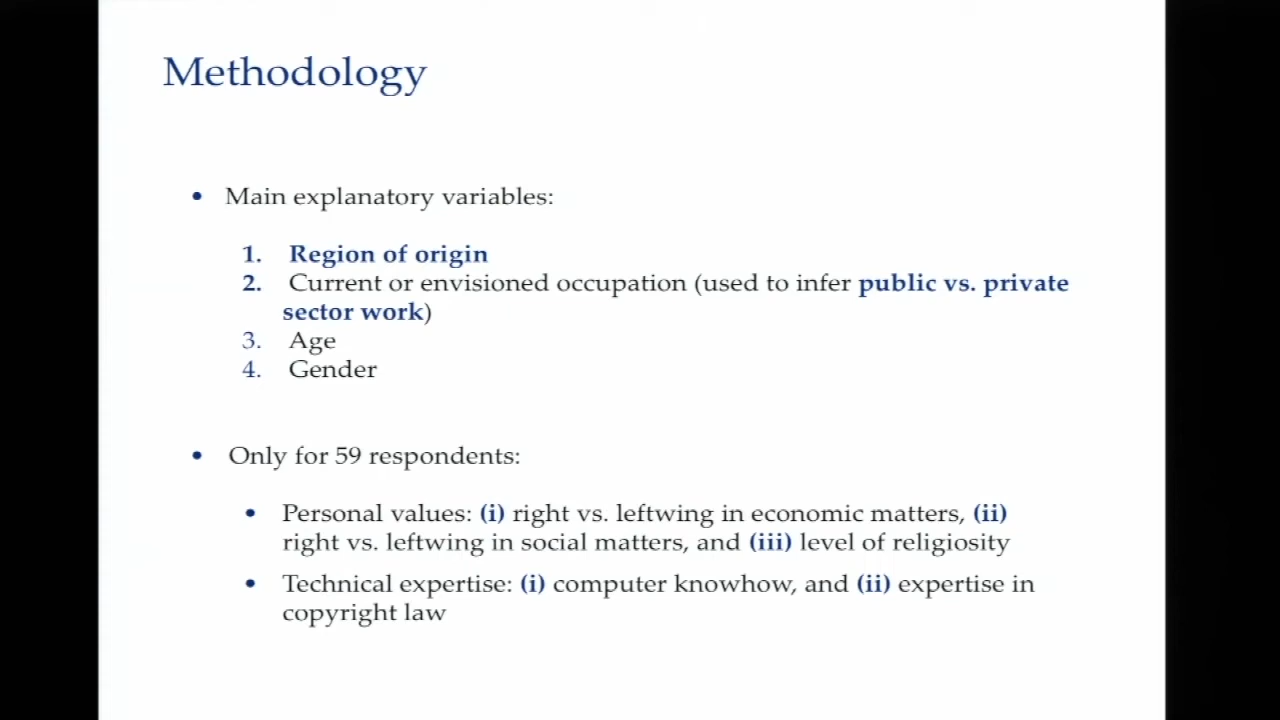 Methodology
• Main explanatory variables:
1. Region of origin
2. Current or envisioned occupation (used to infer public vs. private
sector work)
3. Age
4. Gender
• Only for 59 respondents:
• Personal values: (i) right vs. leftwing in economic matters, (ii)
right vs. leftwing in social matters, and (iii) level of religiosity
• Technical expertise: (i) computer knowhow, and (ii) expertise in
copyright law